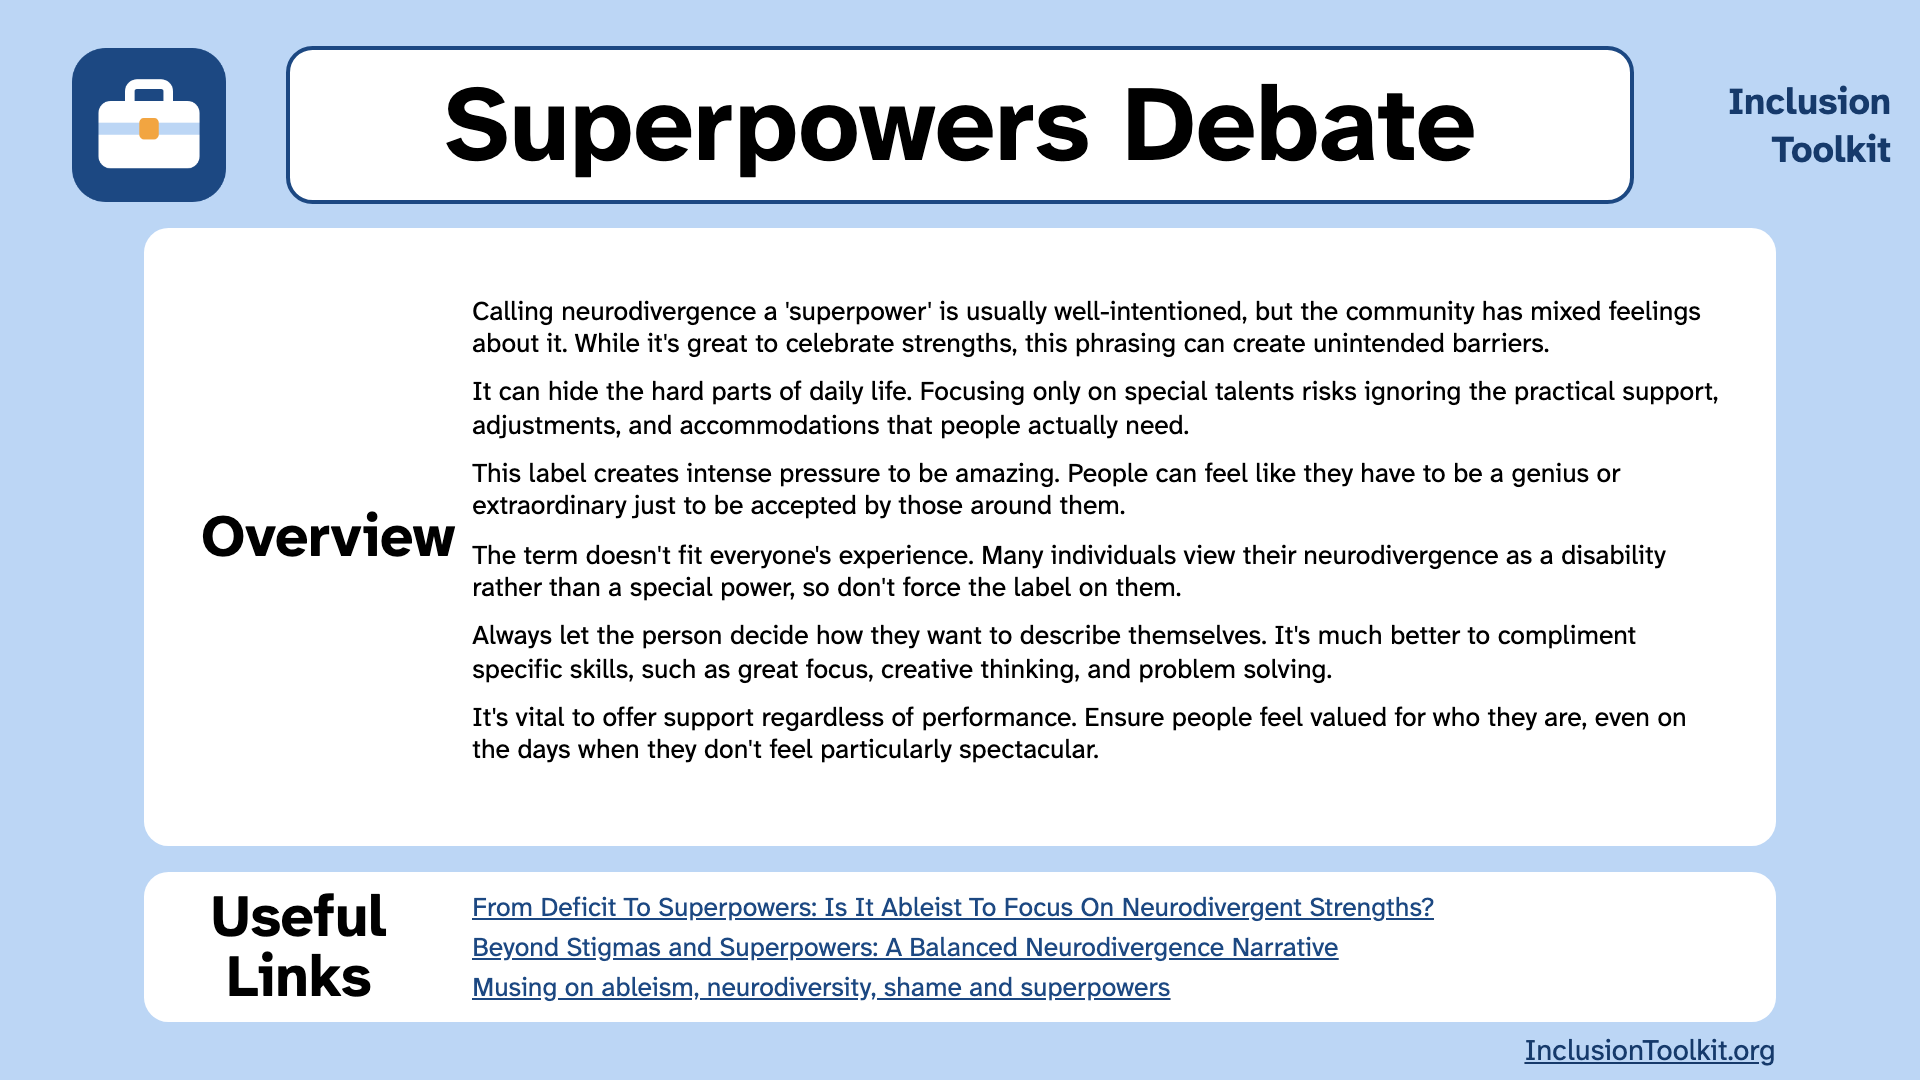 Superpowers Debate
Inclusion
Toolkit
Overview
Calling neurodivergence a 'superpower' is usually well-intentioned, but the community has mixed feelings
about it. While it's great to celebrate strengths, this phrasing can create unintended barriers.
It can hide the hard parts of daily life. Focusing only on special talents risks ignoring the practical support,
adjustments, and accommodations that people actually need.
This label creates intense pressure to be amazing. People can feel like they have to be a genius or
extraordinary just to be accepted by those around them.
The term doesn't fit everyone's experience. Many individuals view their neurodivergence as a disability
rather than a special power, so don't force the label on them.
Always let the person decide how they want to describe themselves. It's much better to compliment
specific skills, such as great focus, creative thinking, and problem solving.
It's vital to offer support regardless of performance. Ensure people feel valued for who they are, even on
the days when they don't feel particularly spectacular.
Useful
Links
From Deficit To Superpowers: Is It Ableist To Focus On Neurodivergent Strengths?
Beyond Stigmas and Superpowers: A Balanced Neurodivergence Narrative
Musing on ableism, neurodiversity, shame and superpowers
InclusionToolkit.org